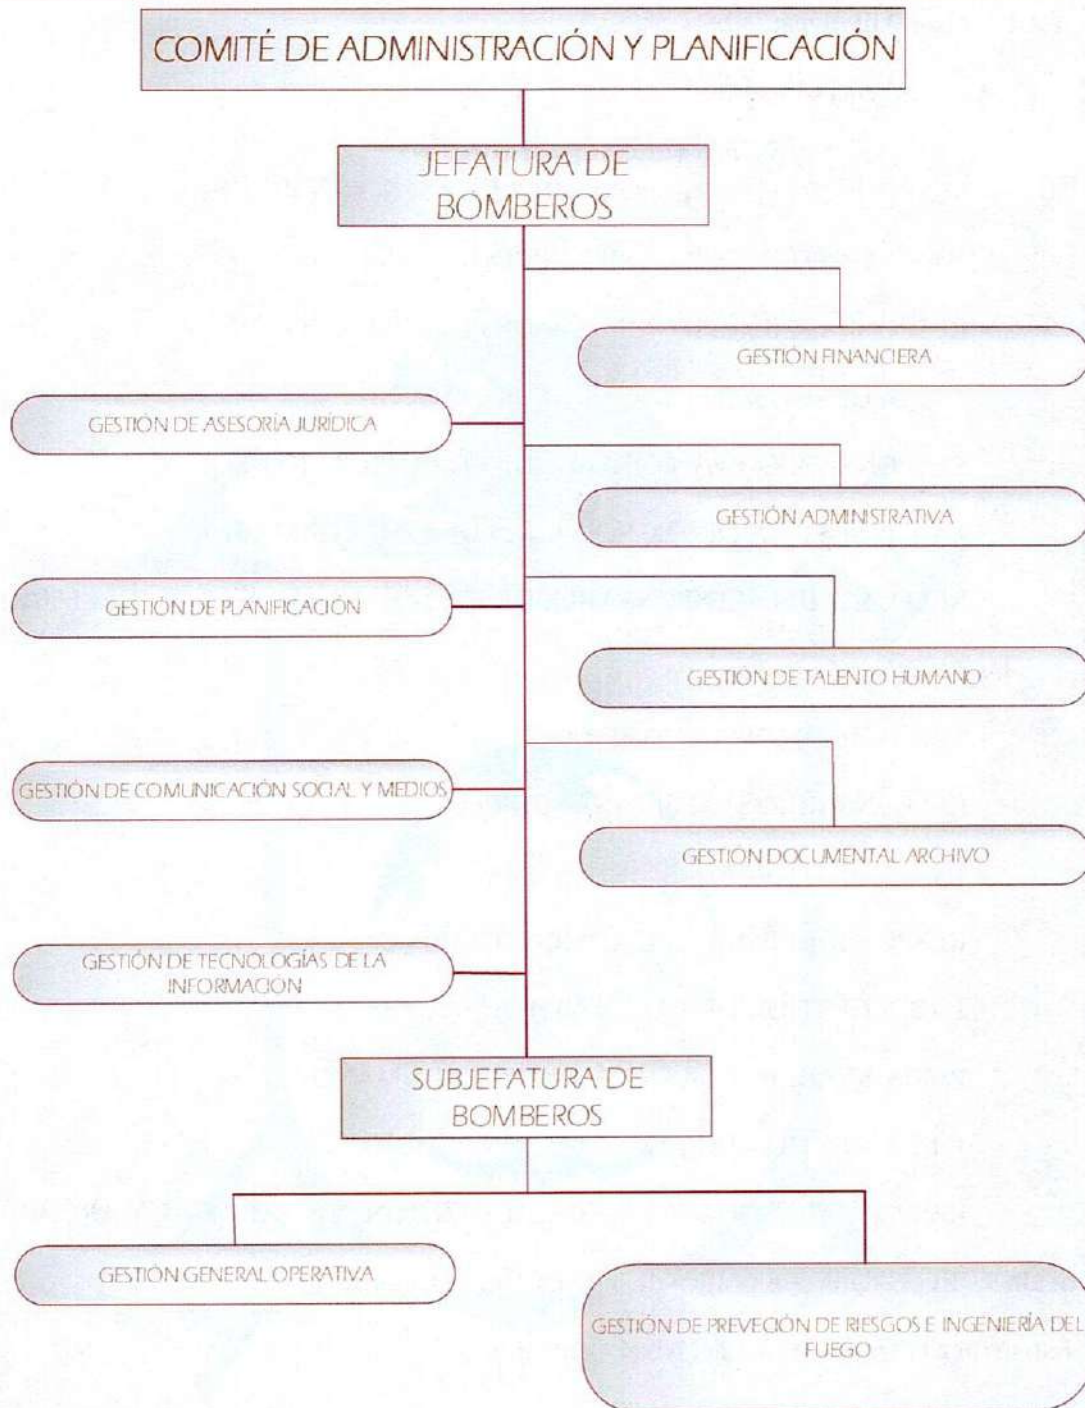 COMITÉ DE ADMINISTRACIÓN Y PLANIFICACIÓN
JEFATURA DE
BOMBEROS
GESTIÓN FINANCIERA
GESTIÓN DE ASESORÍA JURÍDICA
GESTIÓN ADMINISTRATIVA
GESTIÓN DE PLANIFICACIÓN
GESTIÓN DE TALENTO HUMANO
GESTIÓN DE COMUNICACIÓN SOCIAL Y MEDIOS
GESTIÓN DOCUMENTAL ARCHIVO
GESTIÓN DE TECNOLOGÍAS DE LA
INFORMACIÓN
SUBJEFATURA DE
BOMBEROS
GESTIÓN GENERAL OPERATIVA
GESTIÓN DE PREVECIÓN DE RIESGOS E INGENIERÍA DEL
FUEGO